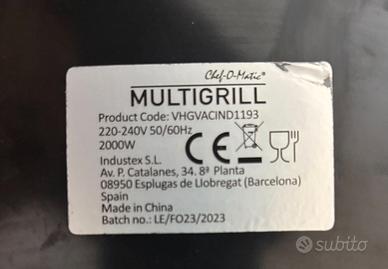 Chef-O-Matic®
MULTIGRILL
Product Code: VHGVACIND1193
220-240V 50/60Hz
2000W
Industex S.L.
Av. P. Catalanes, 34. 8ª Planta
08950 Esplugas de Llobregat (Barcelona)
Spain
Made in China
Batch no.: LE/FO23/2023
CE
subito